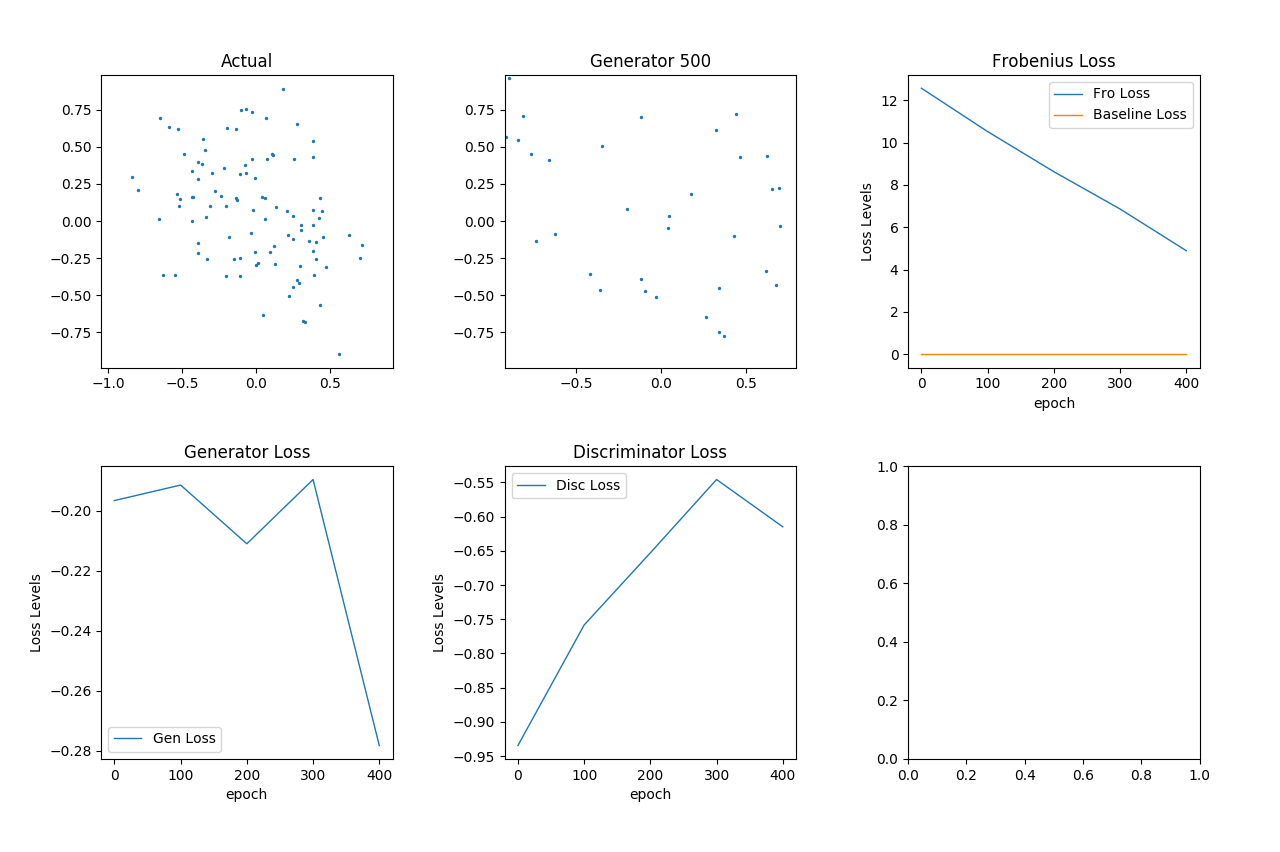 Actual
0.75
0.50
0.25
0.00
−0.25
−0.50
−0.75
−1.0 −0.5 0.0 0.5
Generator 500
0.75
0.50
0.25
0.00
−0.25
−0.50
−0.75
−0.5 0.0 0.5
Frobenius Loss
Fro Loss
Baseline Loss
Loss Levels
12
10
8
6
4
2
0
0 100 200 300 400
epoch
Generator Loss
Loss Levels
−0.20
−0.22
−0.24
−0.26
−0.28
Gen Loss
0 100 200 300 400
epoch
Discriminator Loss
Disc Loss
Loss Levels
−0.55
−0.60
−0.65
−0.70
−0.75
−0.80
−0.85
−0.90
−0.95
0 100 200 300 400
epoch
1.0
0.8
0.6
0.4
0.2
0.0
0.0 0.2 0.4 0.6 0.8 1.0